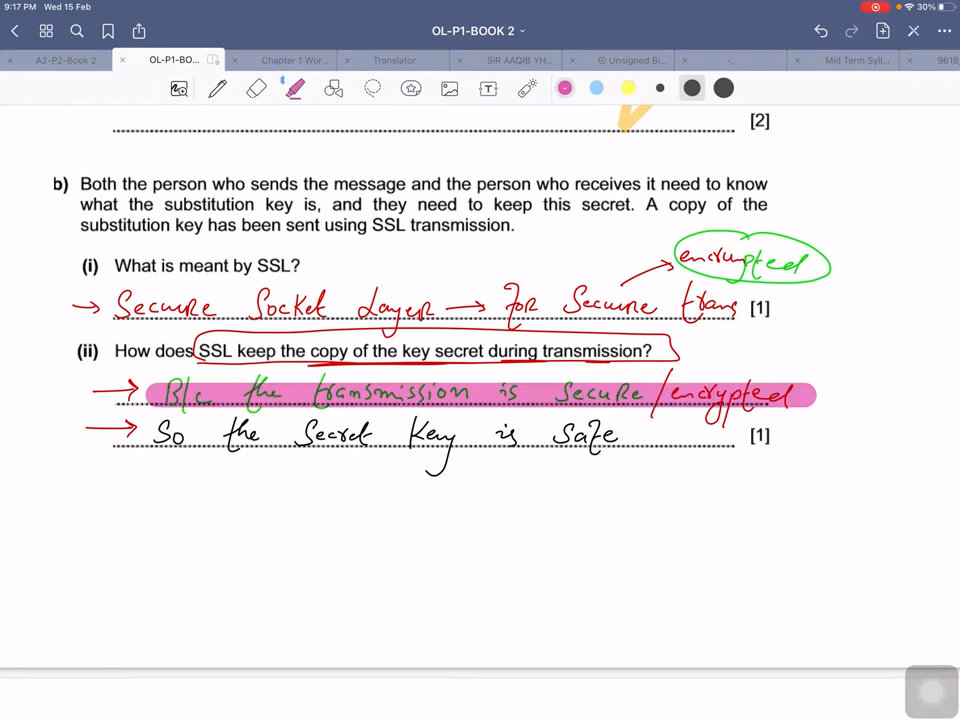 9:17 PM Wed 15 Feb
30%
OL-P1-BOOK 2
A2-P2-Book 2
OL-P1-BO...
Chapter 1 Wor...
Translator
SiR AAQIB YH...
Unsigned Bi...
Mid Term Syll...
9618,
[2]
b) Both the person who sends the message and the person who receives it need to know
what the substitution key is, and they need to keep this secret. A copy of the
substitution key has been sent using SSL transmission.
encrypted
(i) What is meant by SSL?
→ Secure Socket Layer → For Secure trans [1]
(ii) How does SSL keep the copy of the key secret during transmission?
→ B/c the transmission is secure/encrypted
→ So the Secret Key is safe [1]